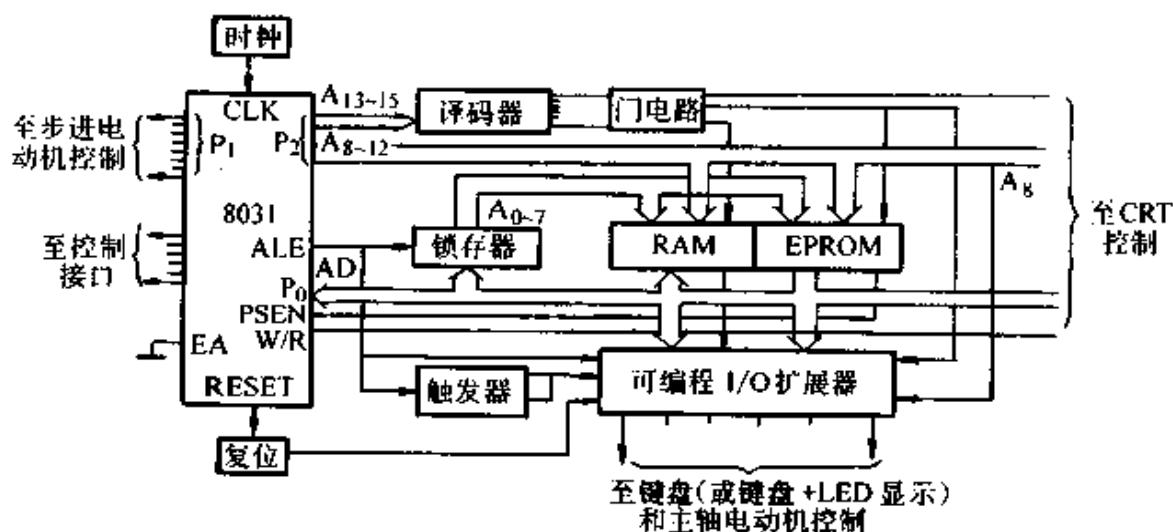 时钟
CLK
A13~15
译码器
门电路
至步进电动机控制
P1
P2
A8~12
A8
8031
A0~7
至控制接口
ALE
锁存器
RAM
EPROM
至CRT控制
AD
P0
PSEN
W/R
EA
RESET
触发器
可编程 I/O 扩展器
复位
至键盘(或键盘+LED 显示)
和主轴电动机控制